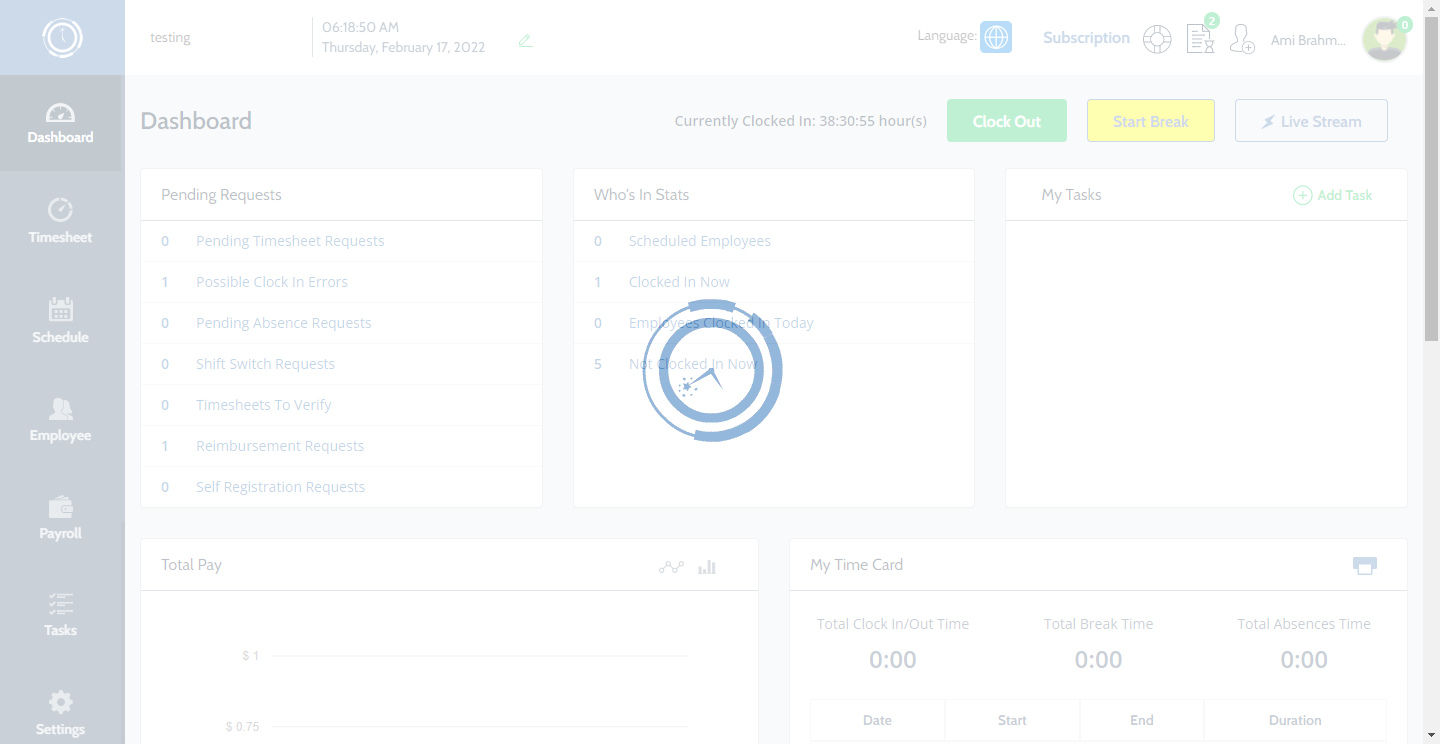 testing
06:18:50 AM
Thursday, February 17, 2022
Language:
Subscription
2
Ami Brahm...
0
Dashboard
Timesheet
Schedule
Employee
Payroll
Tasks
Settings
Dashboard
Currently Clocked In: 38:30:55 hour(s)
Clock Out
Start Break
Live Stream
Pending Requests
0 Pending Timesheet Requests
1 Possible Clock In Errors
0 Pending Absence Requests
0 Shift Switch Requests
0 Timesheets To Verify
1 Reimbursement Requests
0 Self Registration Requests
Who's In Stats
0 Scheduled Employees
1 Clocked In Now
0 Employees Clocked In Today
5 Not Clocked In Now
My Tasks
Add Task
Total Pay
$ 1
$ 0.75
My Time Card
Total Clock In/Out Time Total Break Time Total Absences Time
0:00 0:00 0:00
Date Start End Duration